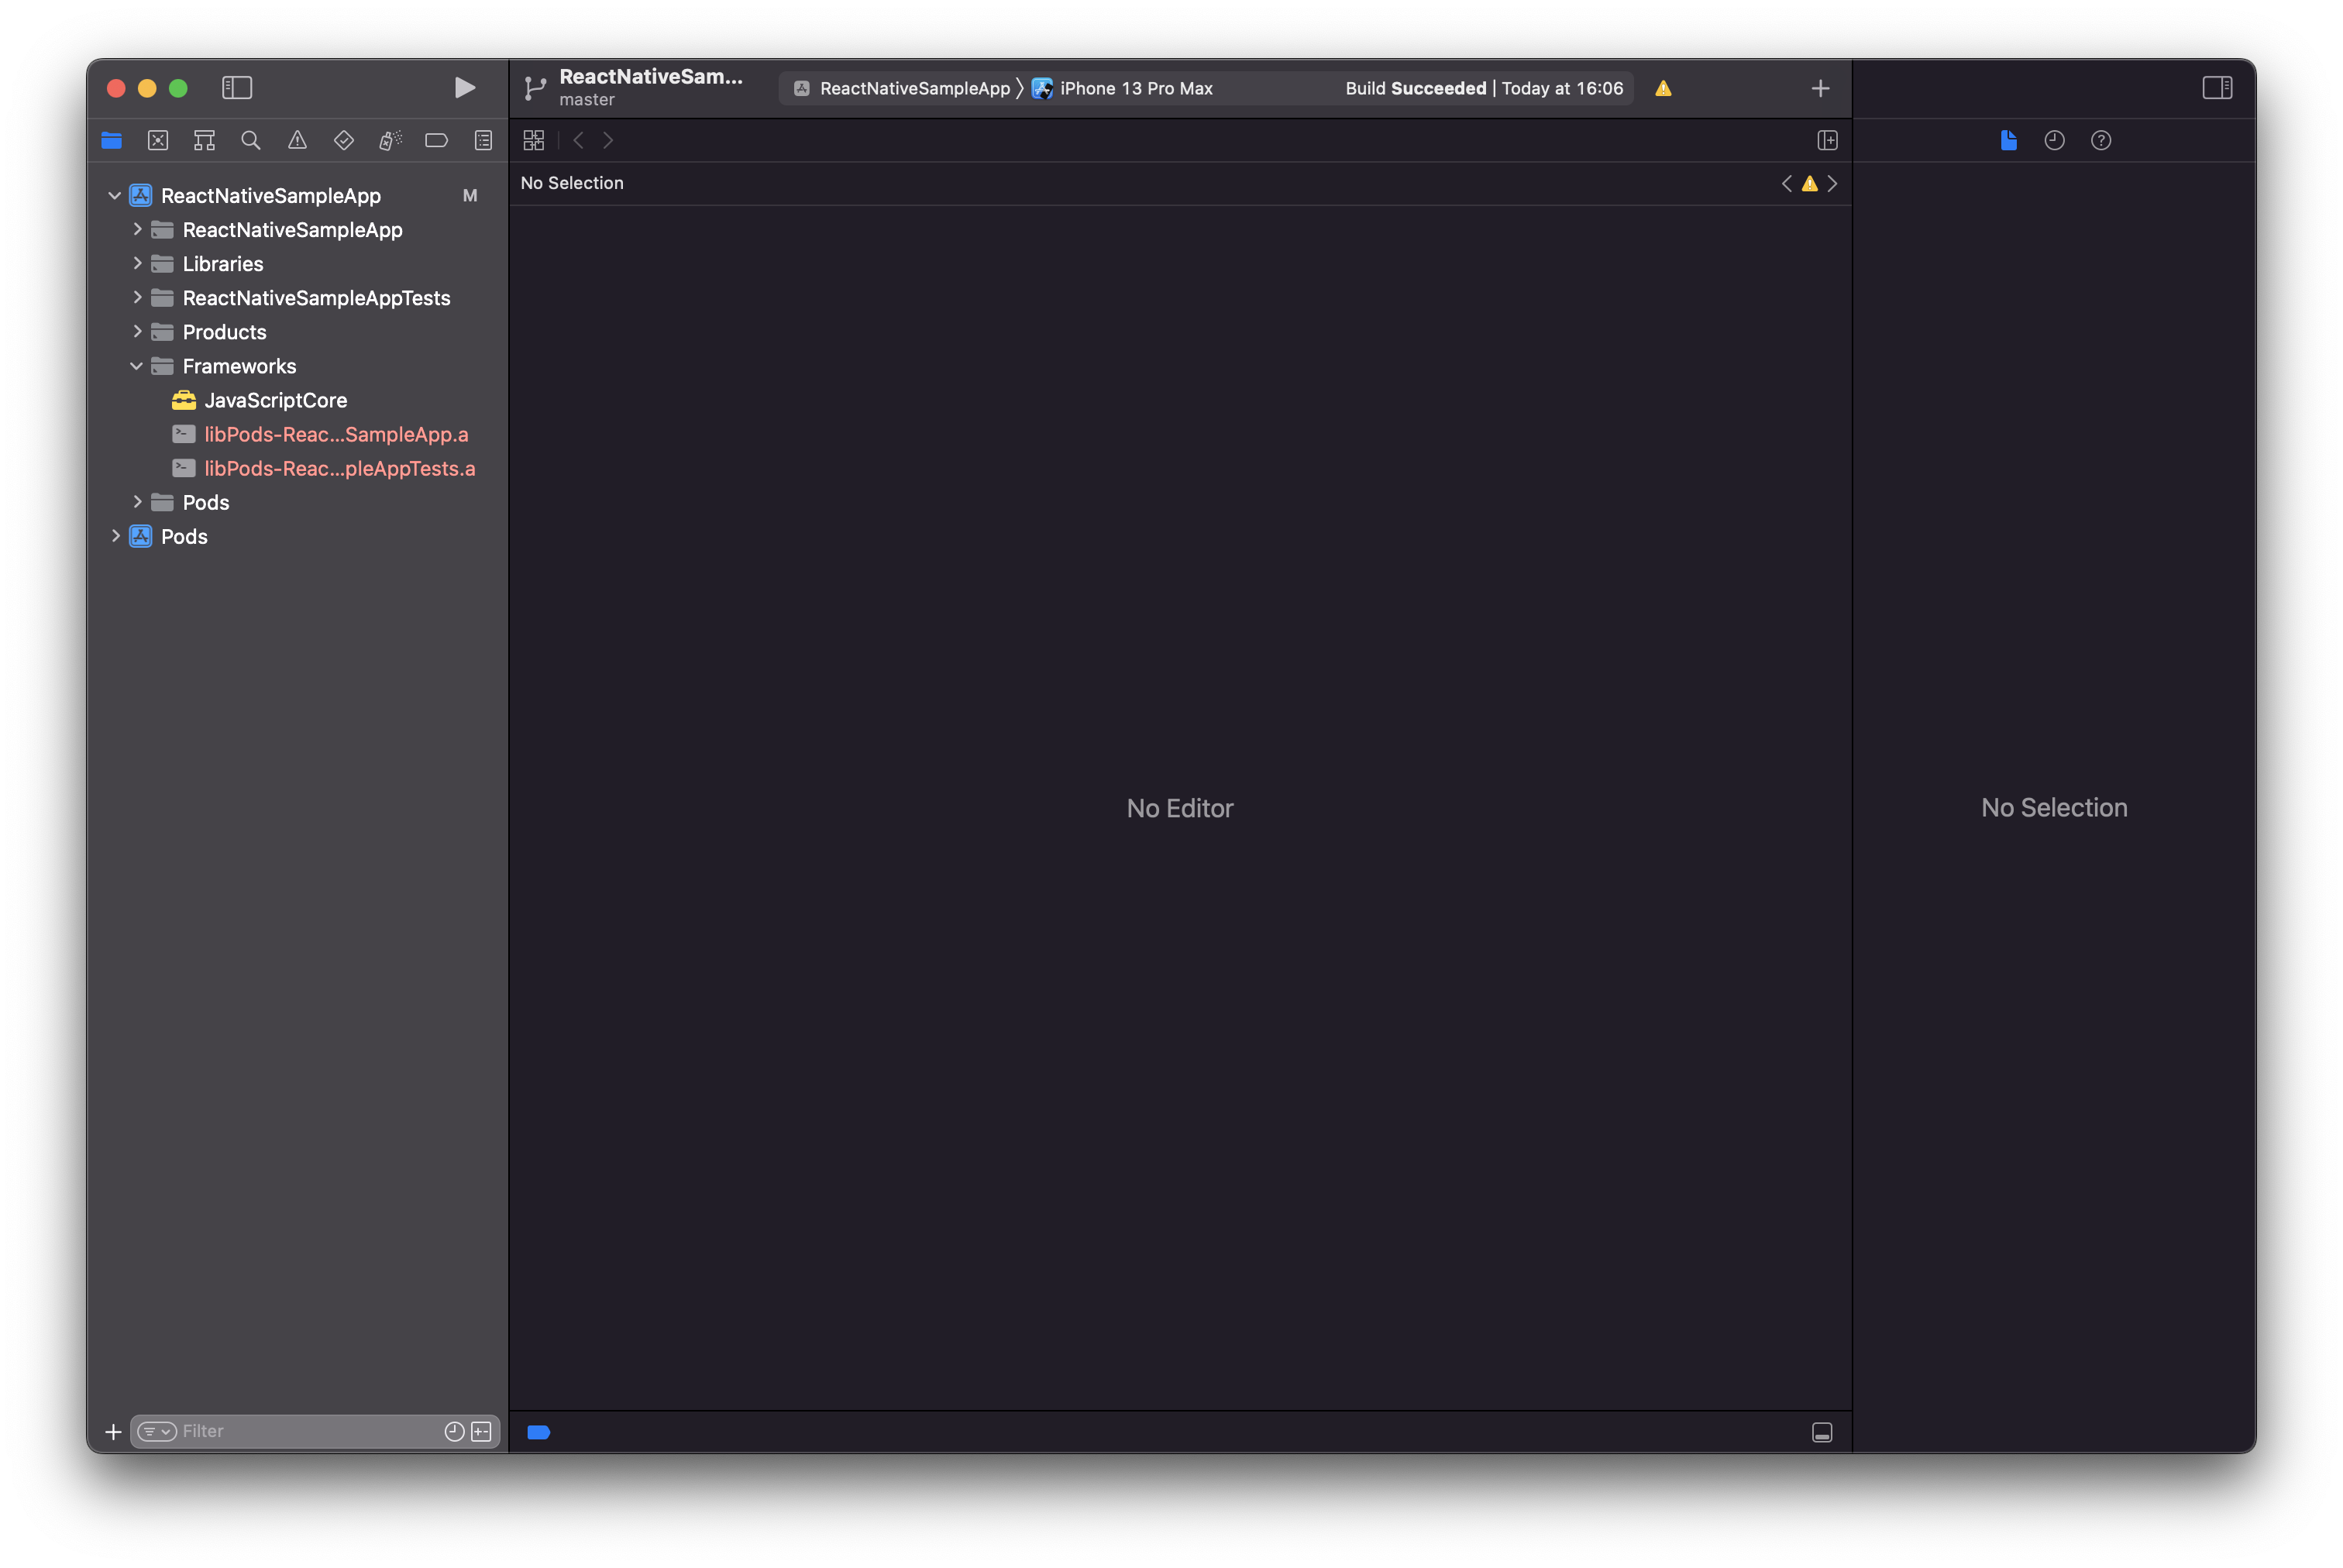 ReactNativeSam...
master
ReactNativeSampleApp
iPhone 13 Pro Max
Build Succeeded | Today at 16:06
No Selection
ReactNativeSampleApp
M
ReactNativeSampleApp
Libraries
ReactNativeSampleAppTests
Products
Frameworks
JavaScriptCore
libPods-Reac...SampleApp.a
libPods-Reac...pleAppTests.a
Pods
Pods
No Editor
No Selection
Filter